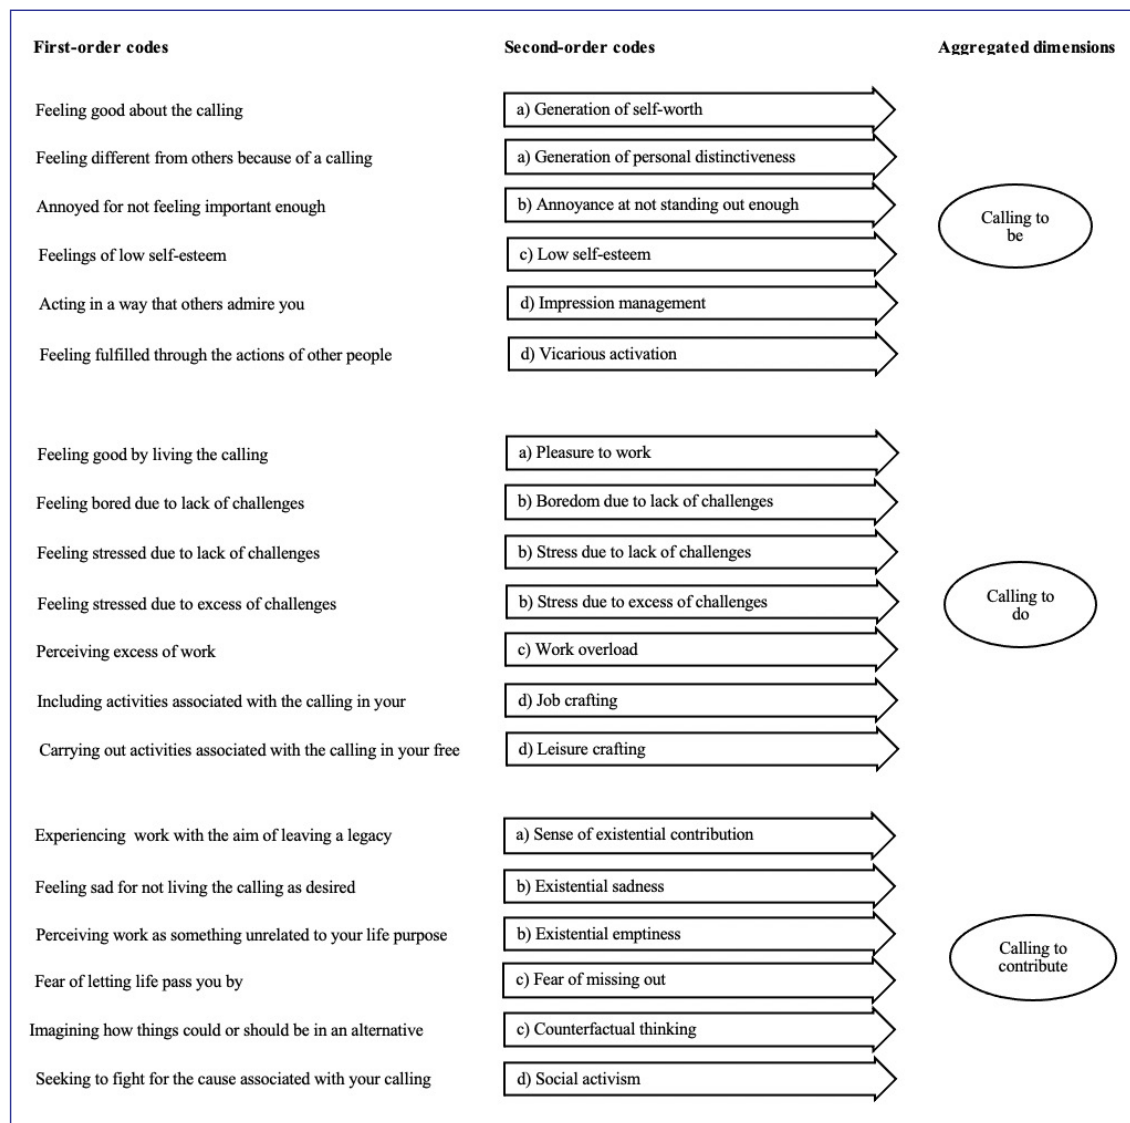 First-order codes Second-order codes Aggregated dimensions
Feeling good about the calling a) Generation of self-worth
Feeling different from others because of a calling a) Generation of personal distinctiveness
Annoyed for not feeling important enough b) Annoyance at not standing out enough
Calling to
be
Feelings of low self-esteem c) Low self-esteem
Acting in a way that others admire you d) Impression management
Feeling fulfilled through the actions of other people d) Vicarious activation
Feeling good by living the calling a) Pleasure to work
Feeling bored due to lack of challenges b) Boredom due to lack of challenges
Feeling stressed due to lack of challenges b) Stress due to lack of challenges
Feeling stressed due to excess of challenges b) Stress due to excess of challenges
Calling to
do
Perceiving excess of work c) Work overload
Including activities associated with the calling in your d) Job crafting
Carrying out activities associated with the calling in your free d) Leisure crafting
Experiencing work with the aim of leaving a legacy a) Sense of existential contribution
Feeling sad for not living the calling as desired b) Existential sadness
Perceiving work as something unrelated to your life purpose b) Existential emptiness
Calling to
contribute
Fear of letting life pass you by c) Fear of missing out
Imagining how things could or should be in an alternative c) Counterfactual thinking
Seeking to fight for the cause associated with your calling d) Social activism